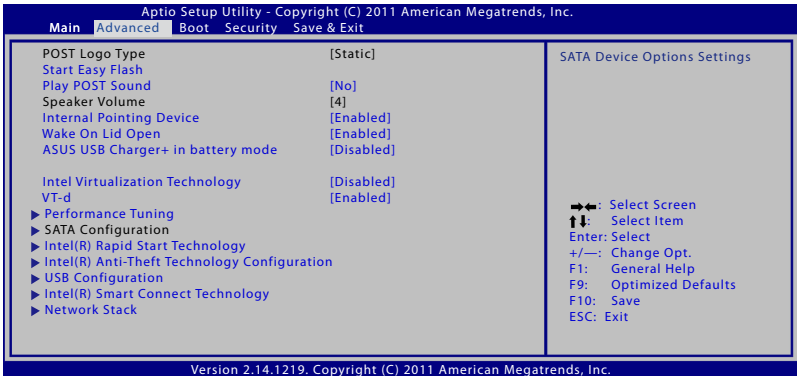 Aptio Setup Utility - Copyright (C) 2011 American Megatrends, Inc.
Main Advanced Boot Security Save & Exit
POST Logo Type [Static]
Start Easy Flash
Play POST Sound [No]
Speaker Volume [4]
Internal Pointing Device [Enabled]
Wake On Lid Open [Enabled]
ASUS USB Charger+ in battery mode [Disabled]
Intel Virtualization Technology [Disabled]
VT-d [Enabled]
Performance Tuning
SATA Configuration
Intel(R) Rapid Start Technology
Intel(R) Anti-Theft Technology Configuration
USB Configuration
Intel(R) Smart Connect Technology
Network Stack
SATA Device Options Settings
→←: Select Screen
↑↓: Select Item
Enter: Select
+/—: Change Opt.
F1: General Help
F9: Optimized Defaults
F10: Save
ESC: Exit
Version 2.14.1219. Copyright (C) 2011 American Megatrends, Inc.